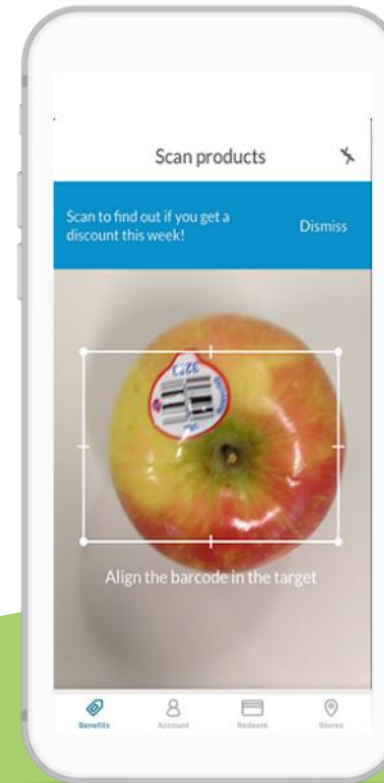 Scan products
Scan to find out if you get a
discount this week!
Dismiss
Align the barcode in the target
Benefits
Account
Redeem
Stores